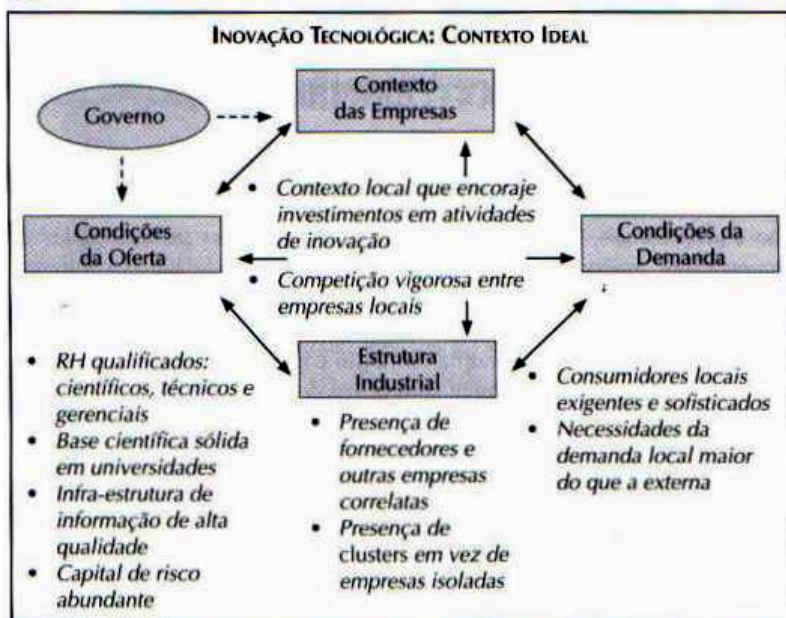 INOVAÇÃO TECNOLÓGICA: CONTEXTO IDEAL
Governo
Contexto
das Empresas
• Contexto local que encoraje
investimentos em atividades
de inovação
• Competição vigorosa entre
empresas locais
Condições
da Oferta
Condições da
Demanda
• RH qualificados:
científicos, técnicos e
gerenciais
• Base científica sólida
em universidades
• Infra-estrutura de
informação de alta
qualidade
• Capital de risco
abundante
Estrutura
Industrial
• Presença de
fornecedores e
outras empresas
correlatas
• Presença de
clusters em vez de
empresas isoladas
• Consumidores locais
exigentes e sofisticados
• Necessidades da
demanda local maior
do que a externa